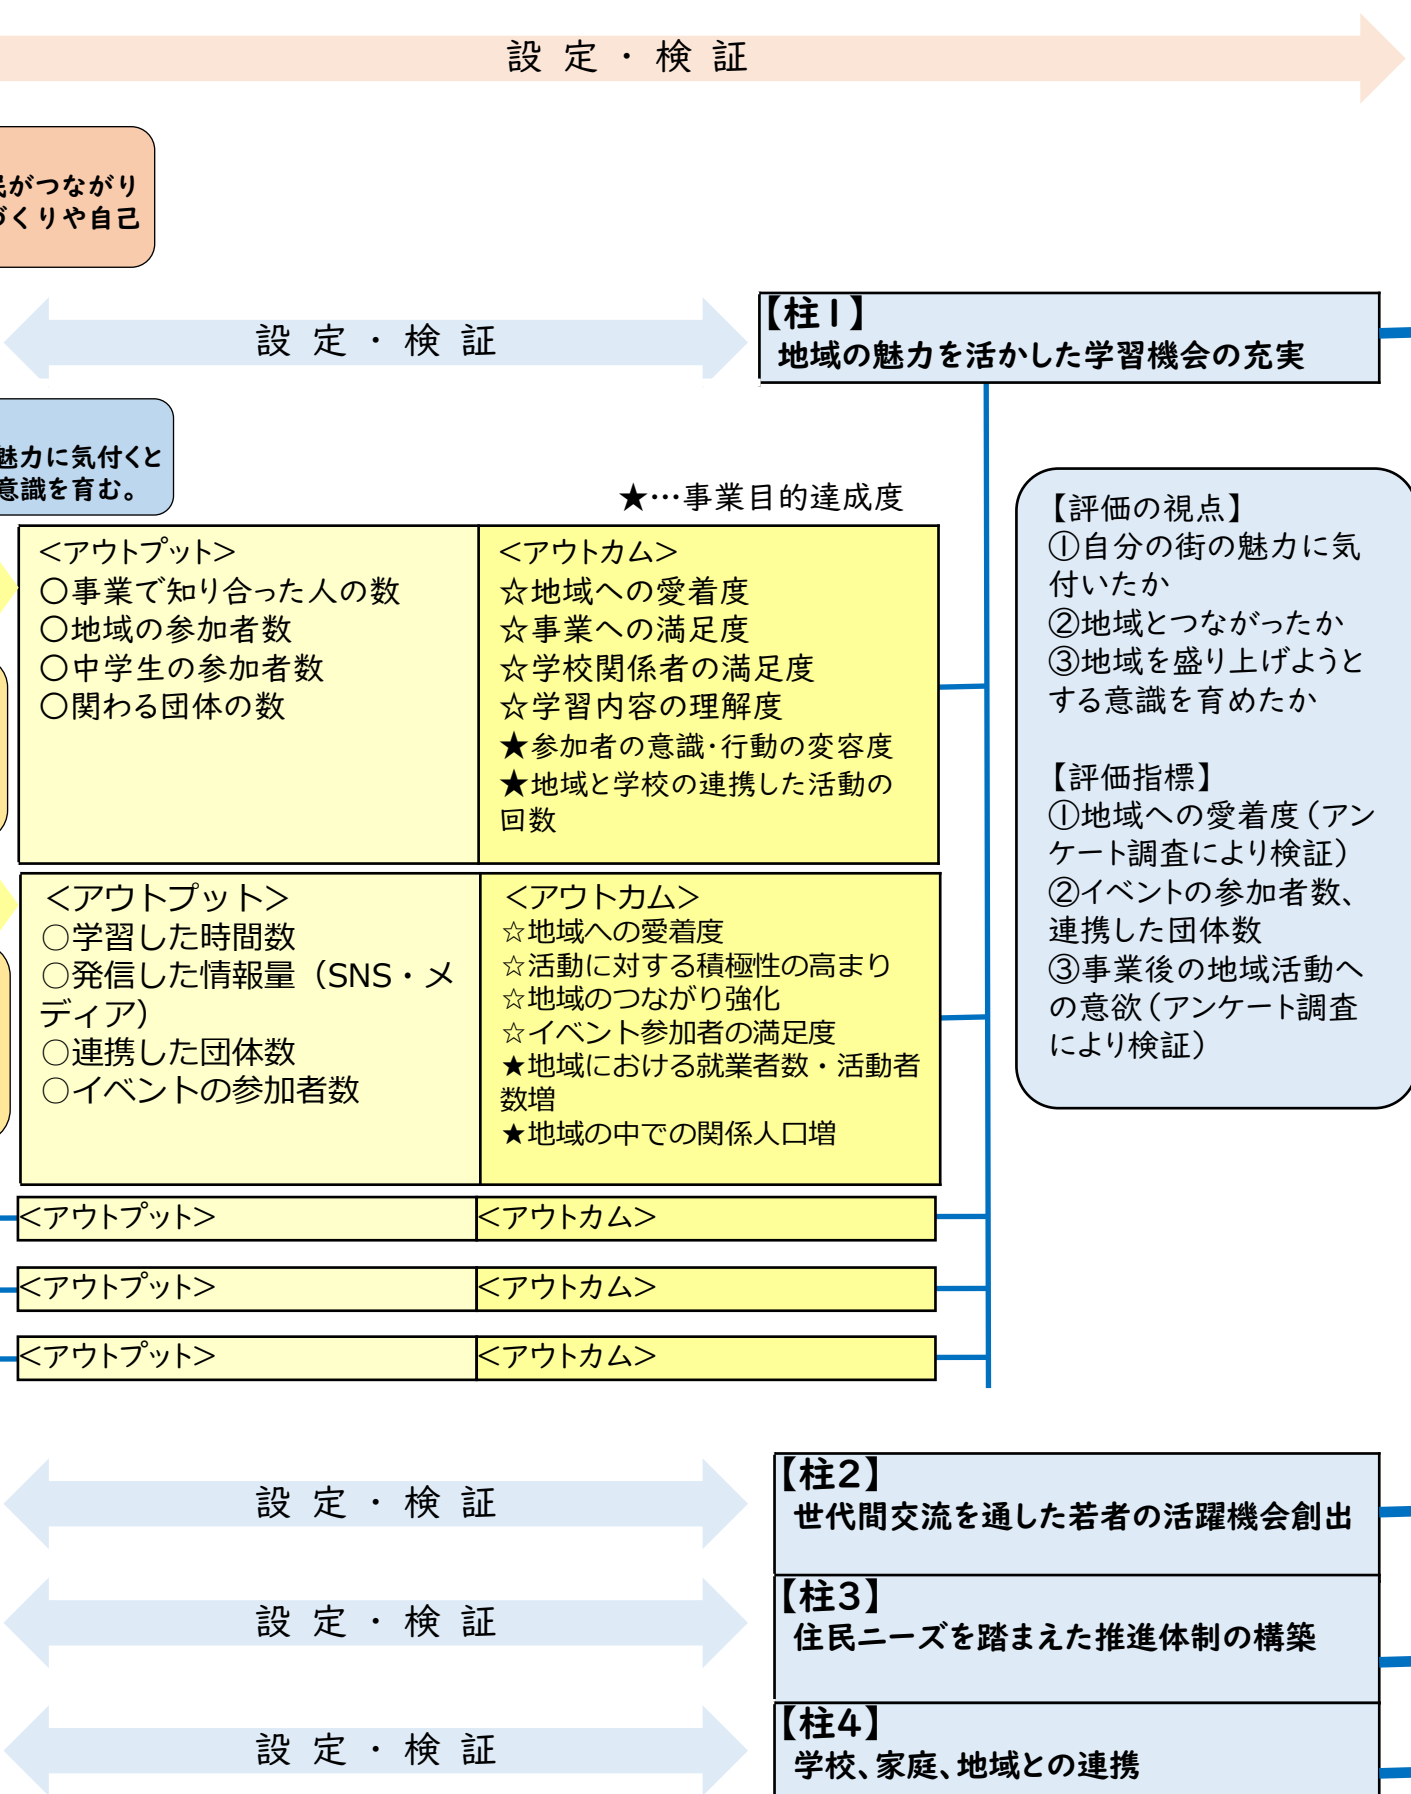 設定・検証
がつながり
づくりや自己
設定・検証
【柱1】
地域の魅力を活かした学習機会の充実
魅力に気付くと
意識を育む。
★…事業目的達成度
<アウトプット>
〇事業で知り合った人の数
〇地域の参加者数
〇中学生の参加者数
〇関わる団体の数
<アウトカム>
☆地域への愛着度
☆事業への満足度
☆学校関係者の満足度
☆学習内容の理解度
★参加者の意識・行動の変容度
★地域と学校の連携した活動の
回数
【評価の視点】
①自分の街の魅力に気
付いたか
②地域とつながったか
③地域を盛り上げようと
する意識を育めたか
【評価指標】
①地域への愛着度（アン
ケート調査により検証）
②イベントの参加者数、
連携した団体数
③事業後の地域活動へ
の意欲（アンケート調査
により検証）
<アウトプット>
○学習した時間数
○発信した情報量（SNS・メ
ディア）
○連携した団体数
○イベントの参加者数
<アウトカム>
☆地域への愛着度
☆活動に対する積極性の高まり
☆地域のつながり強化
☆イベント参加者の満足度
★地域における就業者数・活動者
数増
★地域の中での関係人口増
<アウトプット>
<アウトカム>
<アウトプット>
<アウトカム>
<アウトプット>
<アウトカム>
設定・検証
【柱2】
世代間交流を通した若者の活躍機会創出
設定・検証
【柱3】
住民ニーズを踏まえた推進体制の構築
設定・検証
【柱4】
学校、家庭、地域との連携